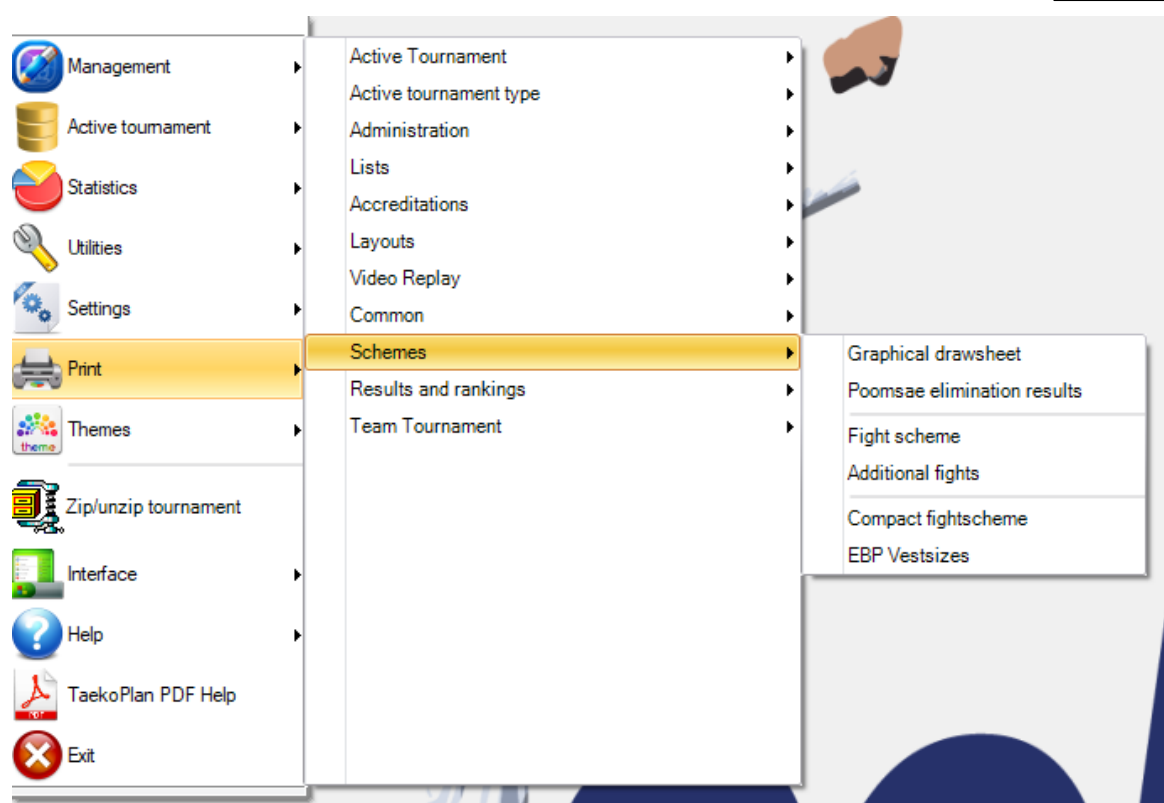 Management
Active tournament
Statistics
Utilities
Settings
Print
Themes
theme
Zip/unzip tournament
Interface
Help
TaekoPlan PDF Help
PDF
Exit
Active Tournament
Active tournament type
Administration
Lists
Accreditations
Layouts
Video Replay
Common
Schemes
Results and rankings
Team Tournament
Graphical drawsheet
Poomsae elimination results
Fight scheme
Additional fights
Compact fightscheme
EBP Vestsizes